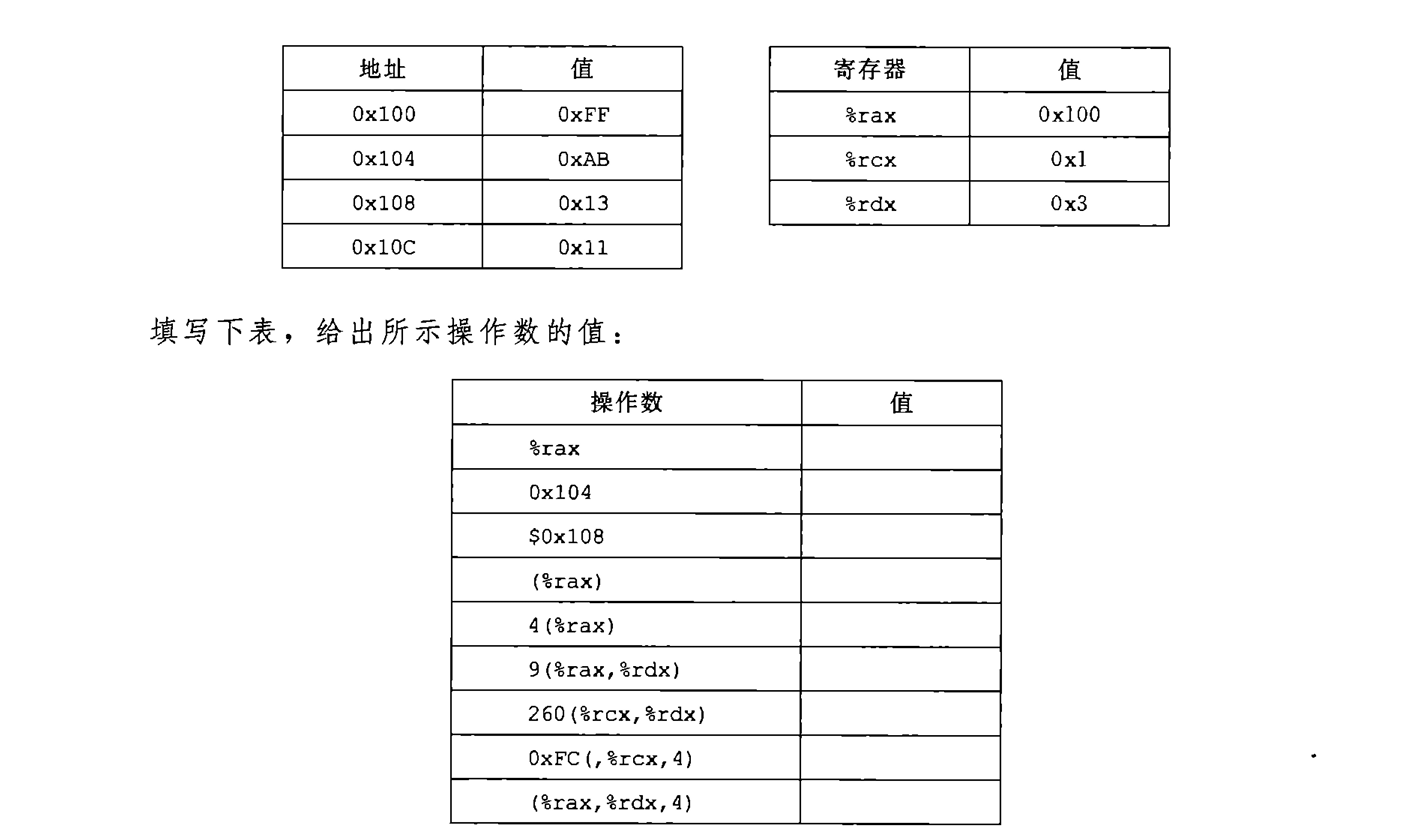 地址 值
0x100 0xFF
0x104 0xAB
0x108 0x13
0x10C 0x11
寄存器 值
%rax 0x100
%rcx 0x1
%rdx 0x3
填写下表，给出所示操作数的值：
操作数 值
%rax
0x104
$0x108
(%rax)
4(%rax)
9(%rax,%rdx)
260(%rcx,%rdx)
0xFC(,%rcx,4)
(%rax,%rdx,4)